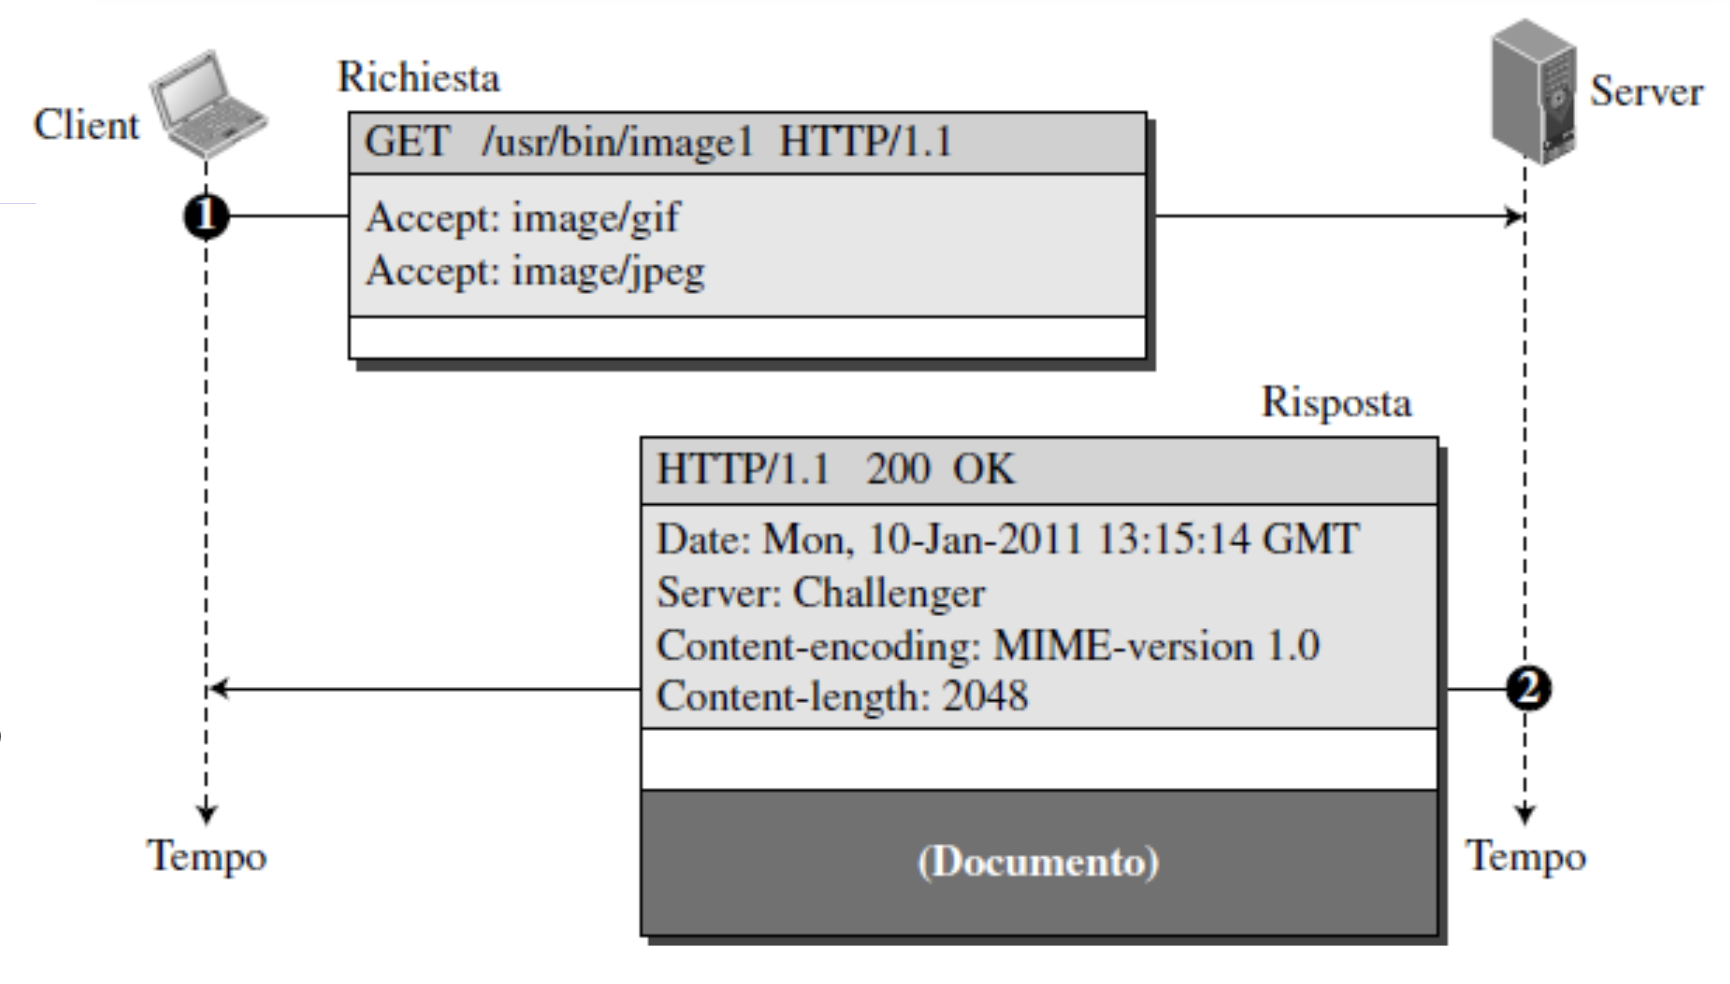 Client
Richiesta
Server
GET /usr/bin/image1 HTTP/1.1
1
Accept: image/gif
Accept: image/jpeg
Risposta
HTTP/1.1 200 OK
Date: Mon, 10-Jan-2011 13:15:14 GMT
Server: Challenger
Content-encoding: MIME-version 1.0
Content-length: 2048
2
(Documento)
Tempo
Tempo